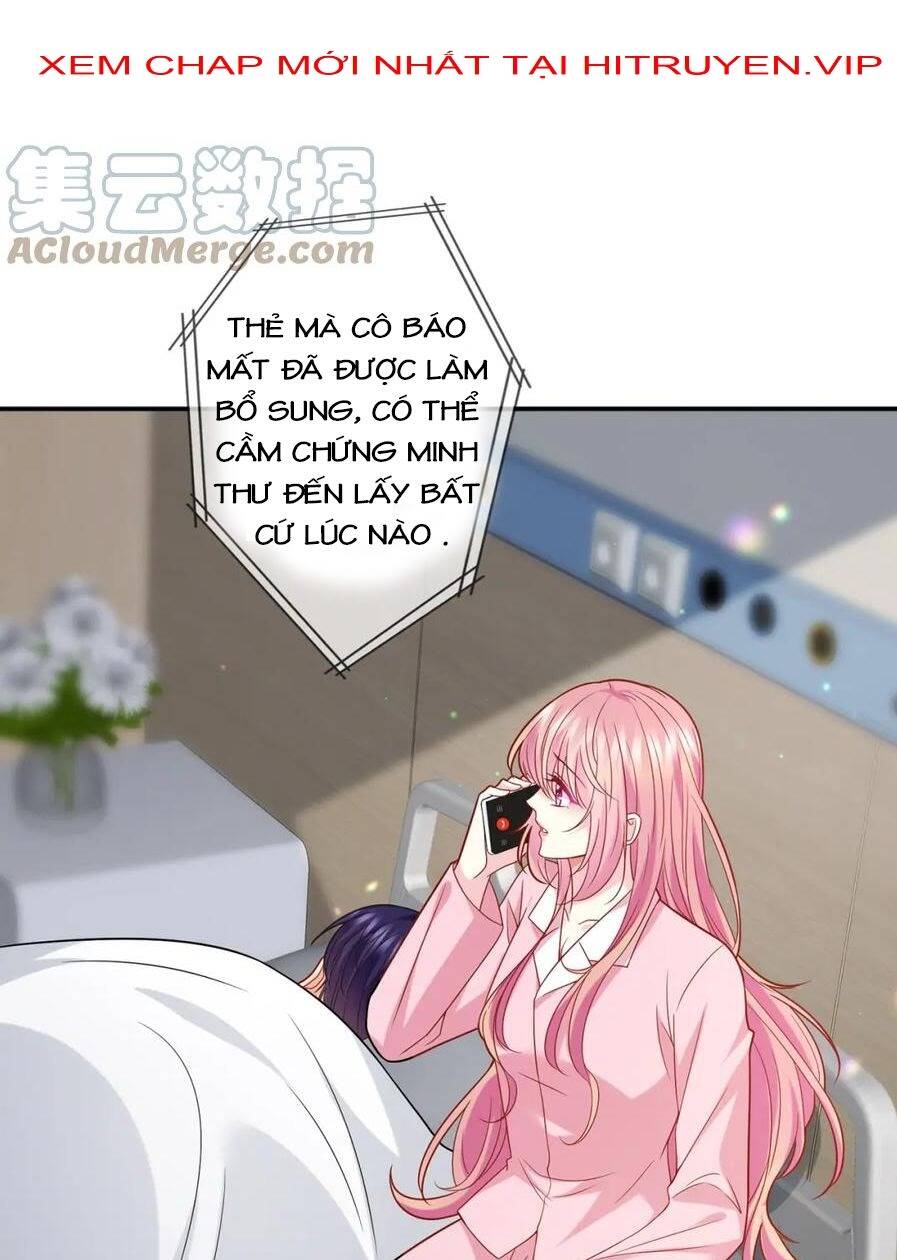 XEM CHAP MỚI NHẤT TẠI HITRUYEN.VIP
集云数据
ACloudMerge.com
THẺ MÀ CÔ BÁO
MẤT ĐÃ ĐƯỢC LÀM
BỔ SUNG, CÓ THỂ
CẦM CHỨNG MINH
THƯ ĐẾN LẤY BẤT
CỨ LÚC NÀO .